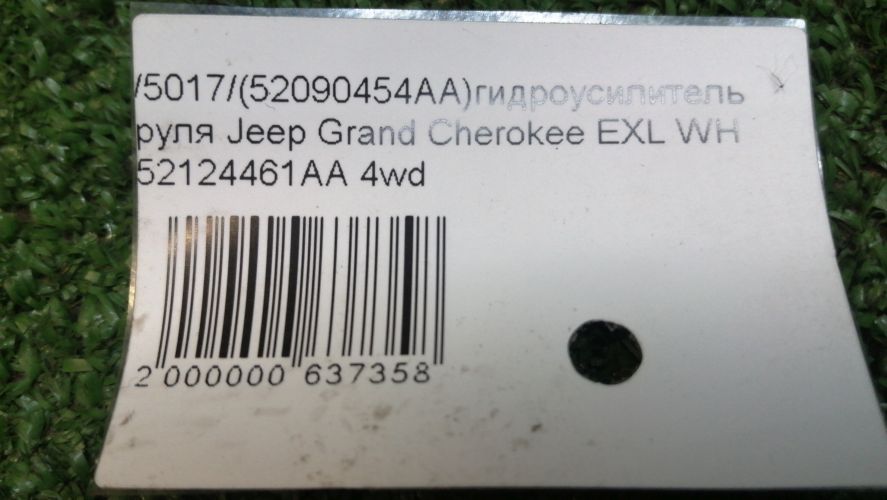 /5017/(52090454AA)гидроусилитель
руля Jeep Grand Cherokee EXL WH
52124461AA 4wd
2 000000 637358